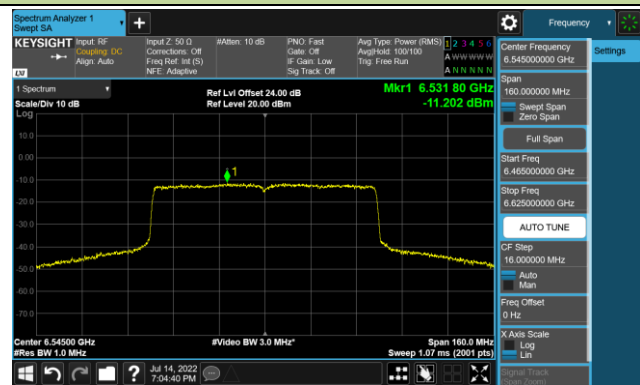 Spectrum Analyzer 1
Swept SA
+
Frequency
KEYSIGHT
Input: RF
Coupling: DC
Align: Auto
Input Z: 50 Ω
Corrections: Off
Freq Ref: Int (S)
NFE: Adaptive
#Atten: 10 dB
PNO: Fast
Gate: Off
IF Gain: Low
Sig Track: Off
Avg Type: Power (RMS)
Avg|Hold: 100/100
Trig: Free Run
1 2 3 4 5 6
A W W W W W
A N N N N N
LXI
1 Spectrum
Scale/Div 10 dB
Log
Ref Lvl Offset 24.00 dB
Ref Level 20.00 dBm
Mkr1 6.531 80 GHz
-11.202 dBm
10.0
0.00
-10.0
-20.0
-30.0
-40.0
-50.0
-60.0
-70.0
1
Center 6.54500 GHz
#Res BW 1.0 MHz
#Video BW 3.0 MHz*
Span 160.0 MHz
Sweep 1.07 ms (2001 pts)
Jul 14, 2022
7:04:40 PM
?
Center Frequency
6.545000000 GHz
Span
160.000000 MHz
Swept Span
Zero Span
Full Span
Start Freq
6.465000000 GHz
Stop Freq
6.625000000 GHz
AUTO TUNE
CF Step
16.000000 MHz
Auto
Man
Freq Offset
0 Hz
X Axis Scale
Log
Lin
Signal Track
(Span Zoom)
Settings